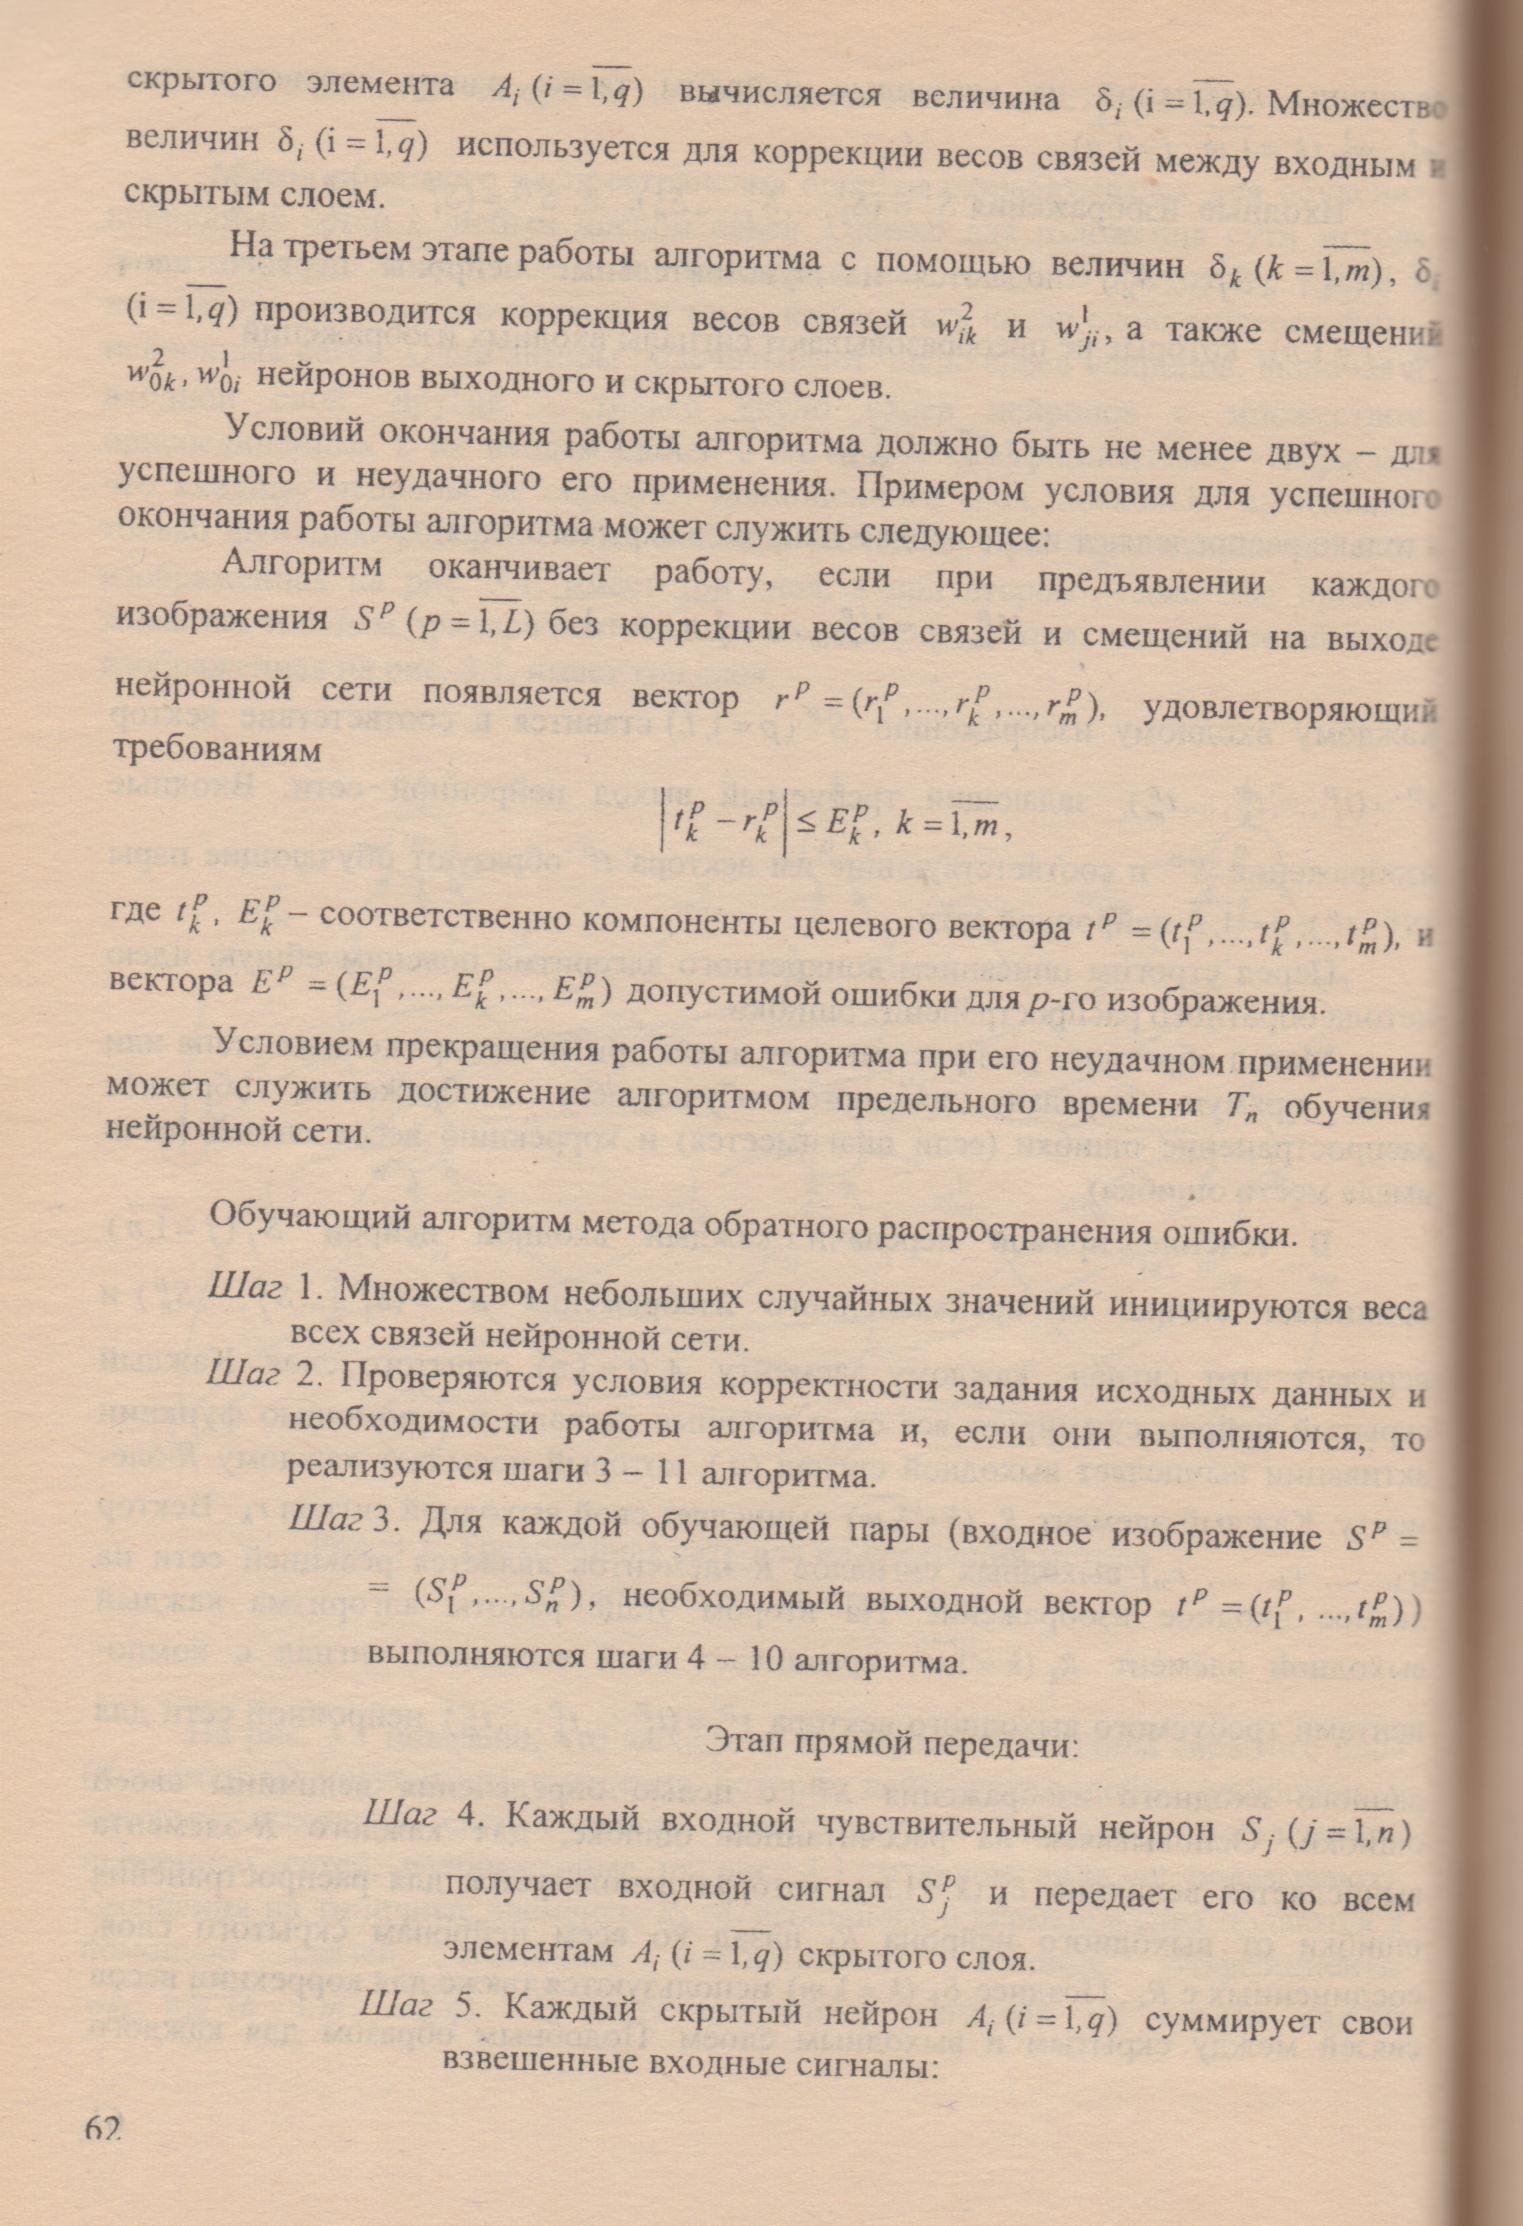 скрытого элемента A_i (i = \overline{1,q}) вычисляется величина δ_i (i = \overline{1,q}). Множество
величин δ_i (i = \overline{1,q}) используется для коррекции весов связей между входным и
скрытым слоем.
На третьем этапе работы алгоритма с помощью величин δ_k (k = \overline{1,m}), δ_i
(i = \overline{1,q}) производится коррекция весов связей w_{ik}^2 и w_{ji}^1, а также смещений
w_{0k}^2, w_{0i}^1 нейронов выходного и скрытого слоев.
Условий окончания работы алгоритма должно быть не менее двух – для
успешного и неудачного его применения. Примером условия для успешного
окончания работы алгоритма может служить следующее:
Алгоритм оканчивает работу, если при предъявлении каждого
изображения S^p (p = \overline{1,L}) без коррекции весов связей и смещений на выходе
нейронной сети появляется вектор r^p = (r_1^p,...,r_k^p,...,r_m^p), удовлетворяющий
требованиям
|t_k^p − r_k^p| ≤ E_k^p, k = \overline{1,m},
где t_k^p, E_k^p – соответственно компоненты целевого вектора t^p = (t_1^p,...,t_k^p,...,t_m^p), и
вектора E^p = (E_1^p,..., E_k^p,..., E_m^p) допустимой ошибки для p-го изображения.
Условием прекращения работы алгоритма при его неудачном применении
может служить достижение алгоритмом предельного времени T_n обучения
нейронной сети.
Обучающий алгоритм метода обратного распространения ошибки.
Шаг 1. Множеством небольших случайных значений инициируются веса
всех связей нейронной сети.
Шаг 2. Проверяются условия корректности задания исходных данных и
необходимости работы алгоритма и, если они выполняются, то
реализуются шаги 3 – 11 алгоритма.
Шаг 3. Для каждой обучающей пары (входное изображение S^p =
= (S_1^p,...,S_n^p), необходимый выходной вектор t^p = (t_1^p, ...,t_m^p))
выполняются шаги 4 – 10 алгоритма.
Этап прямой передачи:
Шаг 4. Каждый входной чувствительный нейрон S_j (j = \overline{1,n})
получает входной сигнал S_j^p и передает его ко всем
элементам A_i (i = \overline{1,q}) скрытого слоя.
Шаг 5. Каждый скрытый нейрон A_i (i = \overline{1,q}) суммирует свои
взвешенные входные сигналы:
62